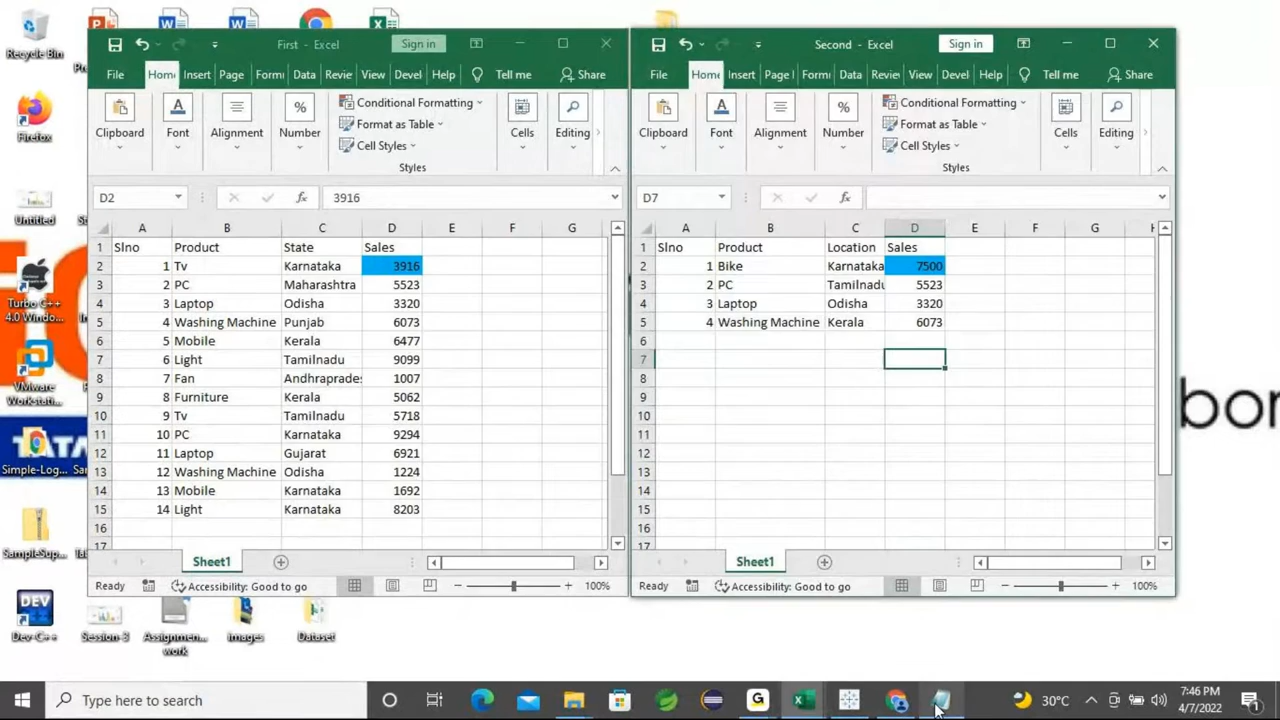 Recycle Bin
Firefox
Untitled
Turbo C++
4.0 Windo...
VMware
Workstati...
TATA
Simple-Log...
SampleSup...
Dev-C++
Session-3
Assignmen...
work
images
Dataset
First - Excel
Sign in
File Home Insert Page Form Data Revie View Devel Help Tell me Share
Clipboard
Font
Alignment
Number
Conditional Formatting
Format as Table
Cell Styles
Styles
Cells
Editing
D2 fx 3916
A B C D E F G
1 Slno Product State Sales
2 1 Tv Karnataka 3916
3 2 PC Maharashtra 5523
4 3 Laptop Odisha 3320
5 4 Washing Machine Punjab 6073
6 5 Mobile Kerala 6477
7 6 Light Tamilnadu 9099
8 7 Fan Andhraprades 1007
9 8 Furniture Kerala 5062
10 9 Tv Tamilnadu 5718
11 10 PC Karnataka 9294
12 11 Laptop Gujarat 6921
13 12 Washing Machine Odisha 1224
14 13 Mobile Karnataka 1692
15 14 Light Karnataka 8203
16
17
Sheet1
Ready Accessibility: Good to go 100%
Second - Excel
Sign in
File Home Insert Page l Form Data Revie View Devel Help Tell me Share
Clipboard
Font
Alignment
Number
Conditional Formatting
Format as Table
Cell Styles
Styles
Cells
Editing
D7 fx
A B C D E F G H
1 Slno Product Location Sales
2 1 Bike Karnataka 7500
3 2 PC Tamilnadu 5523
4 3 Laptop Odisha 3320
5 4 Washing Machine Kerala 6073
6
7
8
9
10
11
12
13
14
15
16
17
Sheet1
Ready Accessibility: Good to go 100%
bor
Type here to search
30°C
7:46 PM
4/7/2022